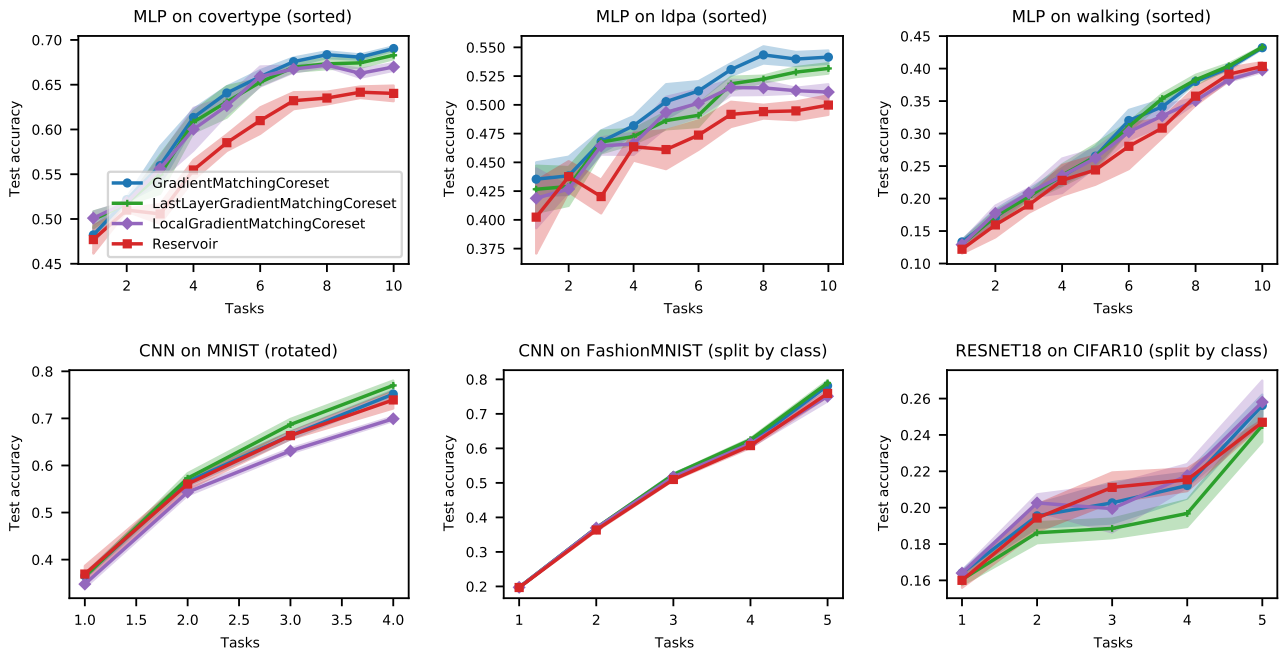 MLP on covertype (sorted)
Test accuracy
0.70
0.65
0.60
0.55
0.50
0.45
GradientMatchingCoreset
LastLayerGradientMatchingCoreset
LocalGradientMatchingCoreset
Reservoir
2 4 6 8 10
Tasks
MLP on ldpa (sorted)
Test accuracy
0.550
0.525
0.500
0.475
0.450
0.425
0.400
0.375
2 4 6 8 10
Tasks
MLP on walking (sorted)
Test accuracy
0.45
0.40
0.35
0.30
0.25
0.20
0.15
0.10
2 4 6 8 10
Tasks
CNN on MNIST (rotated)
Test accuracy
0.8
0.7
0.6
0.5
0.4
1.0 1.5 2.0 2.5 3.0 3.5 4.0
Tasks
CNN on FashionMNIST (split by class)
Test accuracy
0.8
0.7
0.6
0.5
0.4
0.3
0.2
1 2 3 4 5
Tasks
RESNET18 on CIFAR10 (split by class)
Test accuracy
0.26
0.24
0.22
0.20
0.18
0.16
1 2 3 4 5
Tasks